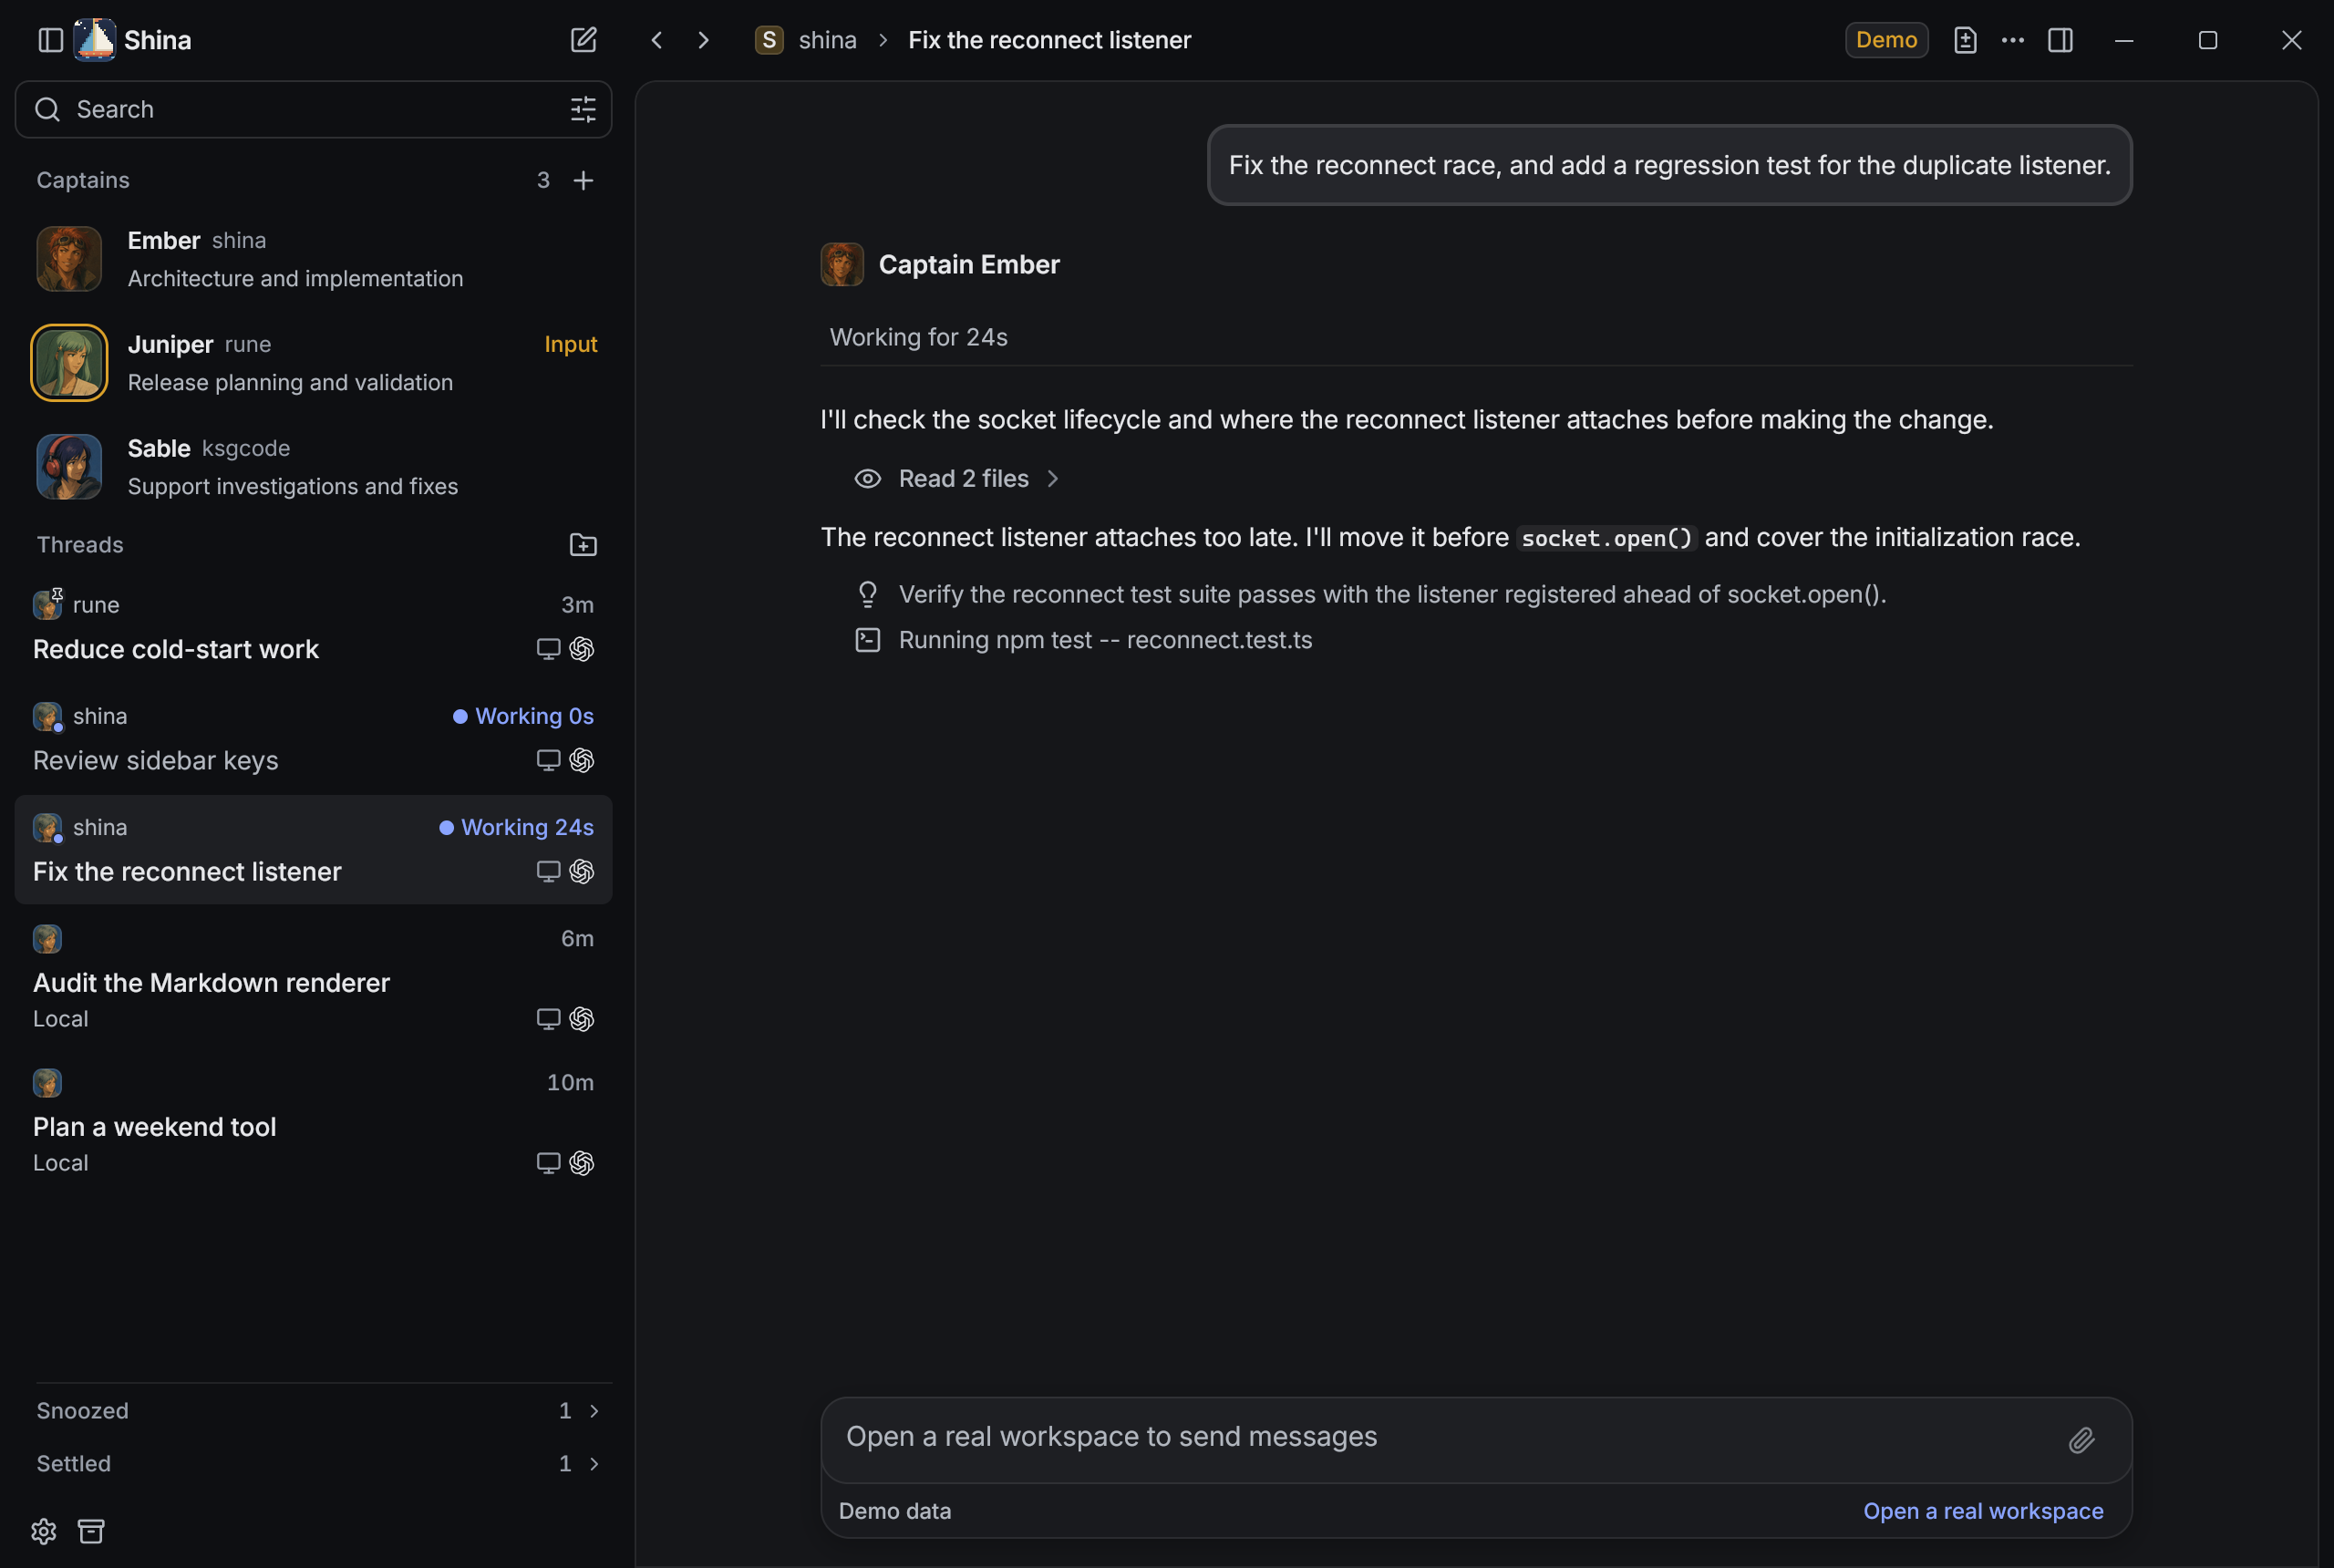 Shina
S shina > Fix the reconnect listener
Demo
Search
Captains 3
Ember shina
Architecture and implementation
Juniper rune Input
Release planning and validation
Sable ksgcode
Support investigations and fixes
Threads
rune 3m
Reduce cold-start work
shina Working 0s
Review sidebar keys
shina Working 24s
Fix the reconnect listener
6m
Audit the Markdown renderer
Local
10m
Plan a weekend tool
Local
Snoozed 1
Settled 1
Fix the reconnect race, and add a regression test for the duplicate listener.
Captain Ember
Working for 24s
I'll check the socket lifecycle and where the reconnect listener attaches before making the change.
Read 2 files
The reconnect listener attaches too late. I'll move it before socket.open() and cover the initialization race.
Verify the reconnect test suite passes with the listener registered ahead of socket.open().
Running npm test -- reconnect.test.ts
Open a real workspace to send messages
Demo data
Open a real workspace